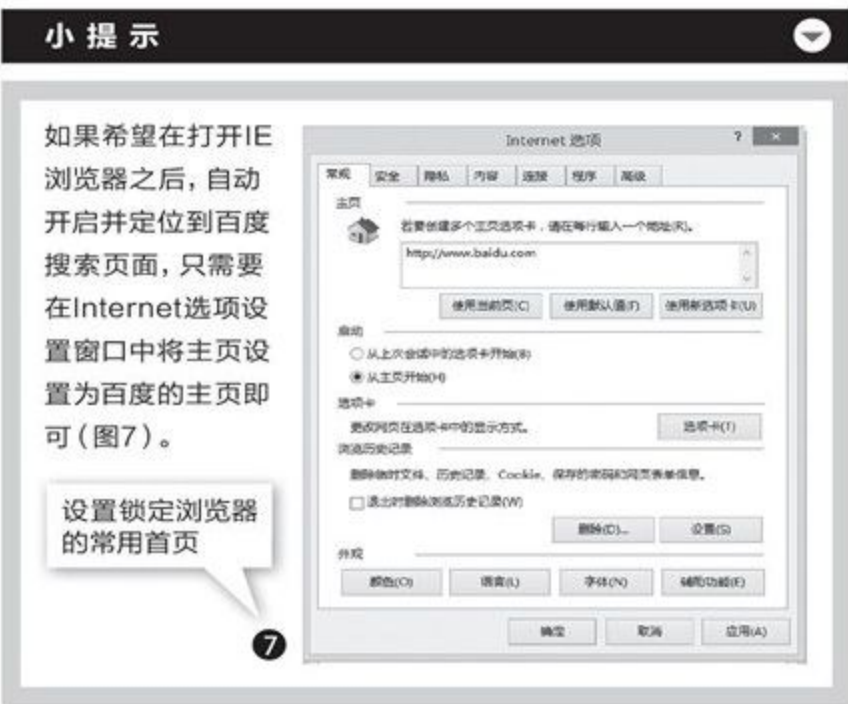 小提示
如果希望在打开IE
浏览器之后，自动
开启并定位到百度
搜索页面，只需要
在Internet选项设
置窗口中将主页设
置为百度的主页即
可（图7）。
设置锁定浏览器
的常用首页
7
Internet 选项
? ×
常规 安全 隐私 内容 连接 程序 高级
主页
若要创建多个主页选项卡，请在每行输入一个地址(R)。
http://www.baidu.com
使用当前页(C) 使用默认值(F) 使用新选项卡(U)
启动
从上次会话中的选项卡开始(B)
从主页开始(H)
选项卡
更改网页在选项卡中的显示方式。 选项卡(T)
浏览历史记录
删除临时文件、历史记录、Cookie、保存的密码和网页表单信息。
退出时删除浏览历史记录(W)
删除(D)... 设置(S)
外观
颜色(O) 语言(L) 字体(N) 辅助功能(E)
确定 取消 应用(A)